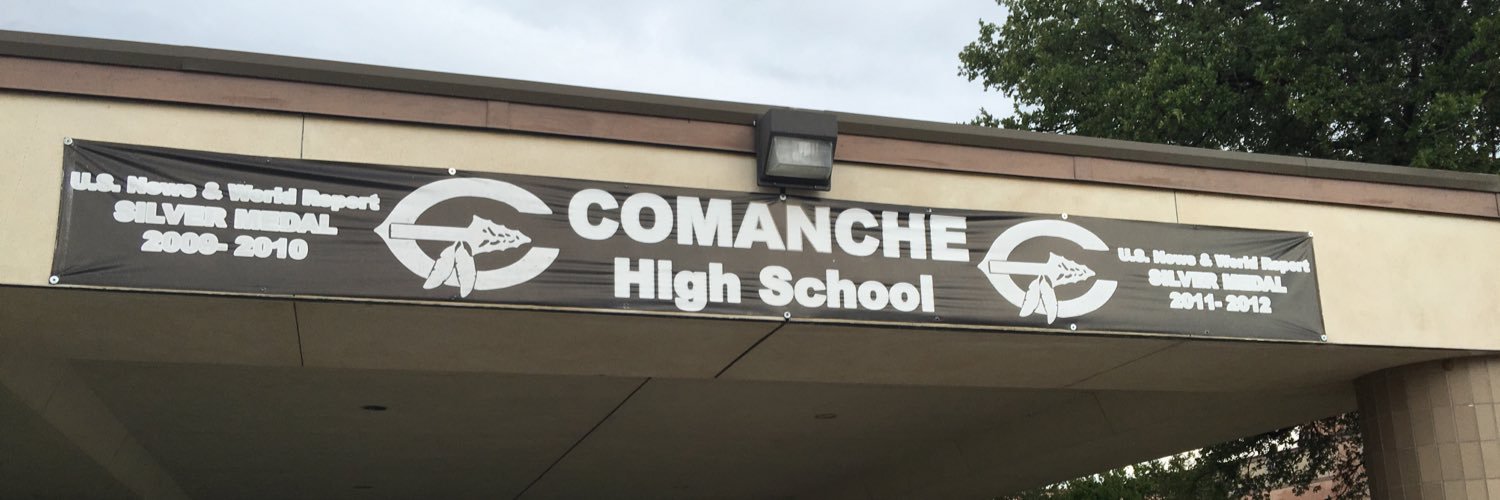 U.S. News & World Report
SILVER MEDAL
2009- 2010
COMANCHE
High School
U.S. News & World Report
SILVER MEDAL
2011- 2012